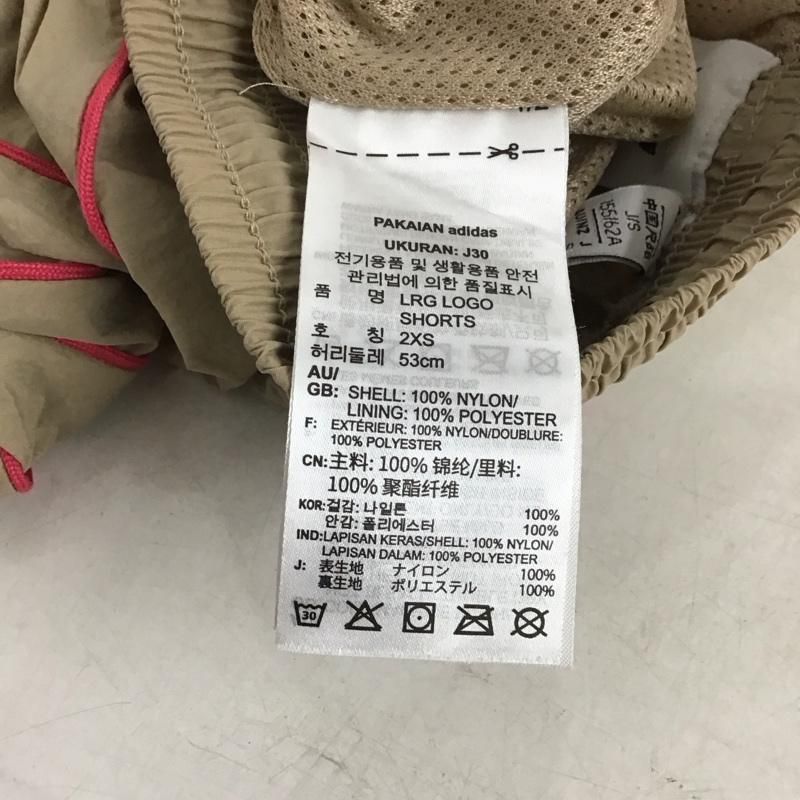 PAKAIAN adidas
UKURAN: J30
전기용품 및 생활용품 안전
관리법에 의한 품질표시
품 명 LRG LOGO
SHORTS
호 칭 2XS
허리둘레 53cm
AU/
GB: SHELL: 100% NYLON/
LINING: 100% POLYESTER
F: EXTÉRIEUR: 100% NYLON/DOUBLURE:
100% POLYESTER
CN:主料: 100% 锦纶/里料:
100% 聚酯纤维
KOR:겉감: 나일론 100%
안감: 폴리에스터 100%
IND:LAPISAN KERAS/SHELL: 100% NYLON/
LAPISAN DALAM: 100% POLYESTER
J: 表生地 ナイロン 100%
裏生地 ポリエステル 100%
30
中国
J/S
155/62A